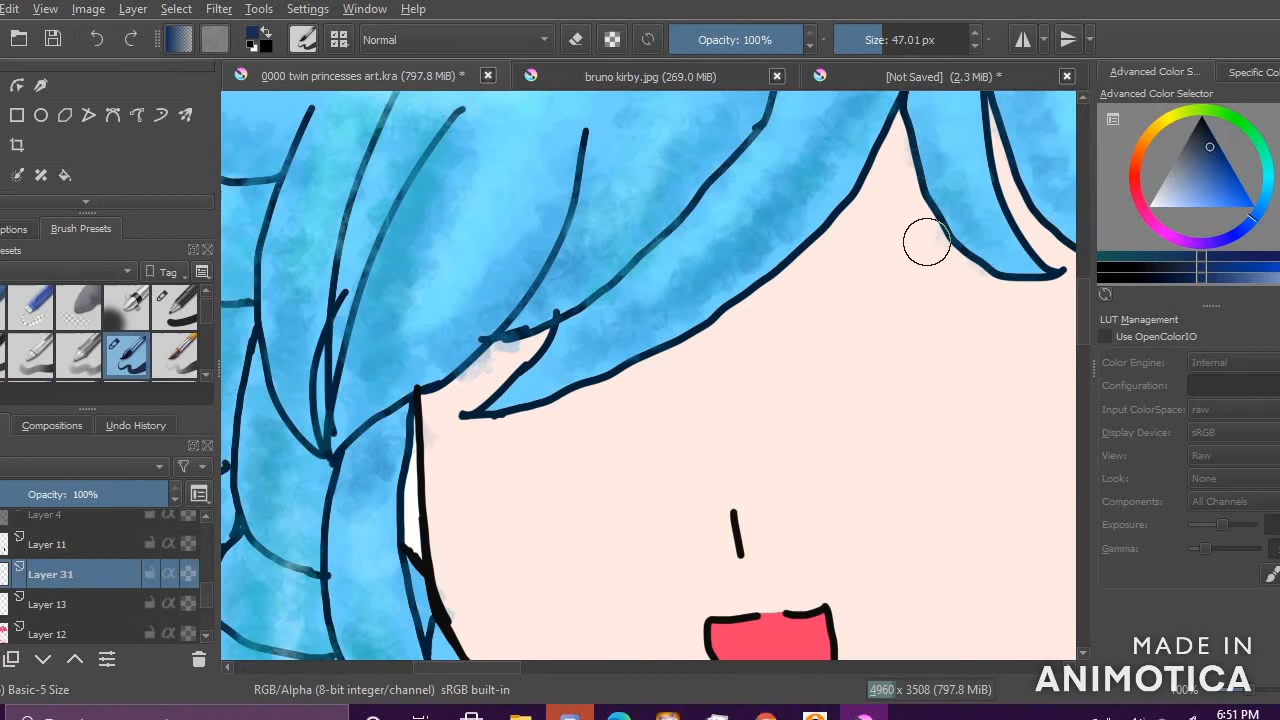 Edit View Image Layer Select Filter Tools Settings Window Help
Normal Opacity: 100% Size: 47.01 px
0000 twin princesses art.kra (797.8 MiB) * bruno kirby.jpg (269.0 MiB) [Not Saved] (2.3 MiB) * Advanced Color S... Specific Co
Advanced Color Selector
ptions Brush Presets
esets
Tag
LUT Management
Use OpenColorIO
Color Engine: Internal
Configuration:
Input ColorSpace: raw
Display Device: sRGB
View: Raw
Look: None
Components: All Channels
Exposure:
Gamma:
Compositions Undo History
Opacity: 100%
Layer 4
Layer 11
Layer 31
Layer 13
Layer 12
MADE IN
ANIMOTICA
) Basic-5 Size RGB/Alpha (8-bit integer/channel) sRGB built-in 4960 x 3508 (797.8 MiB) 100%
6:51 PM